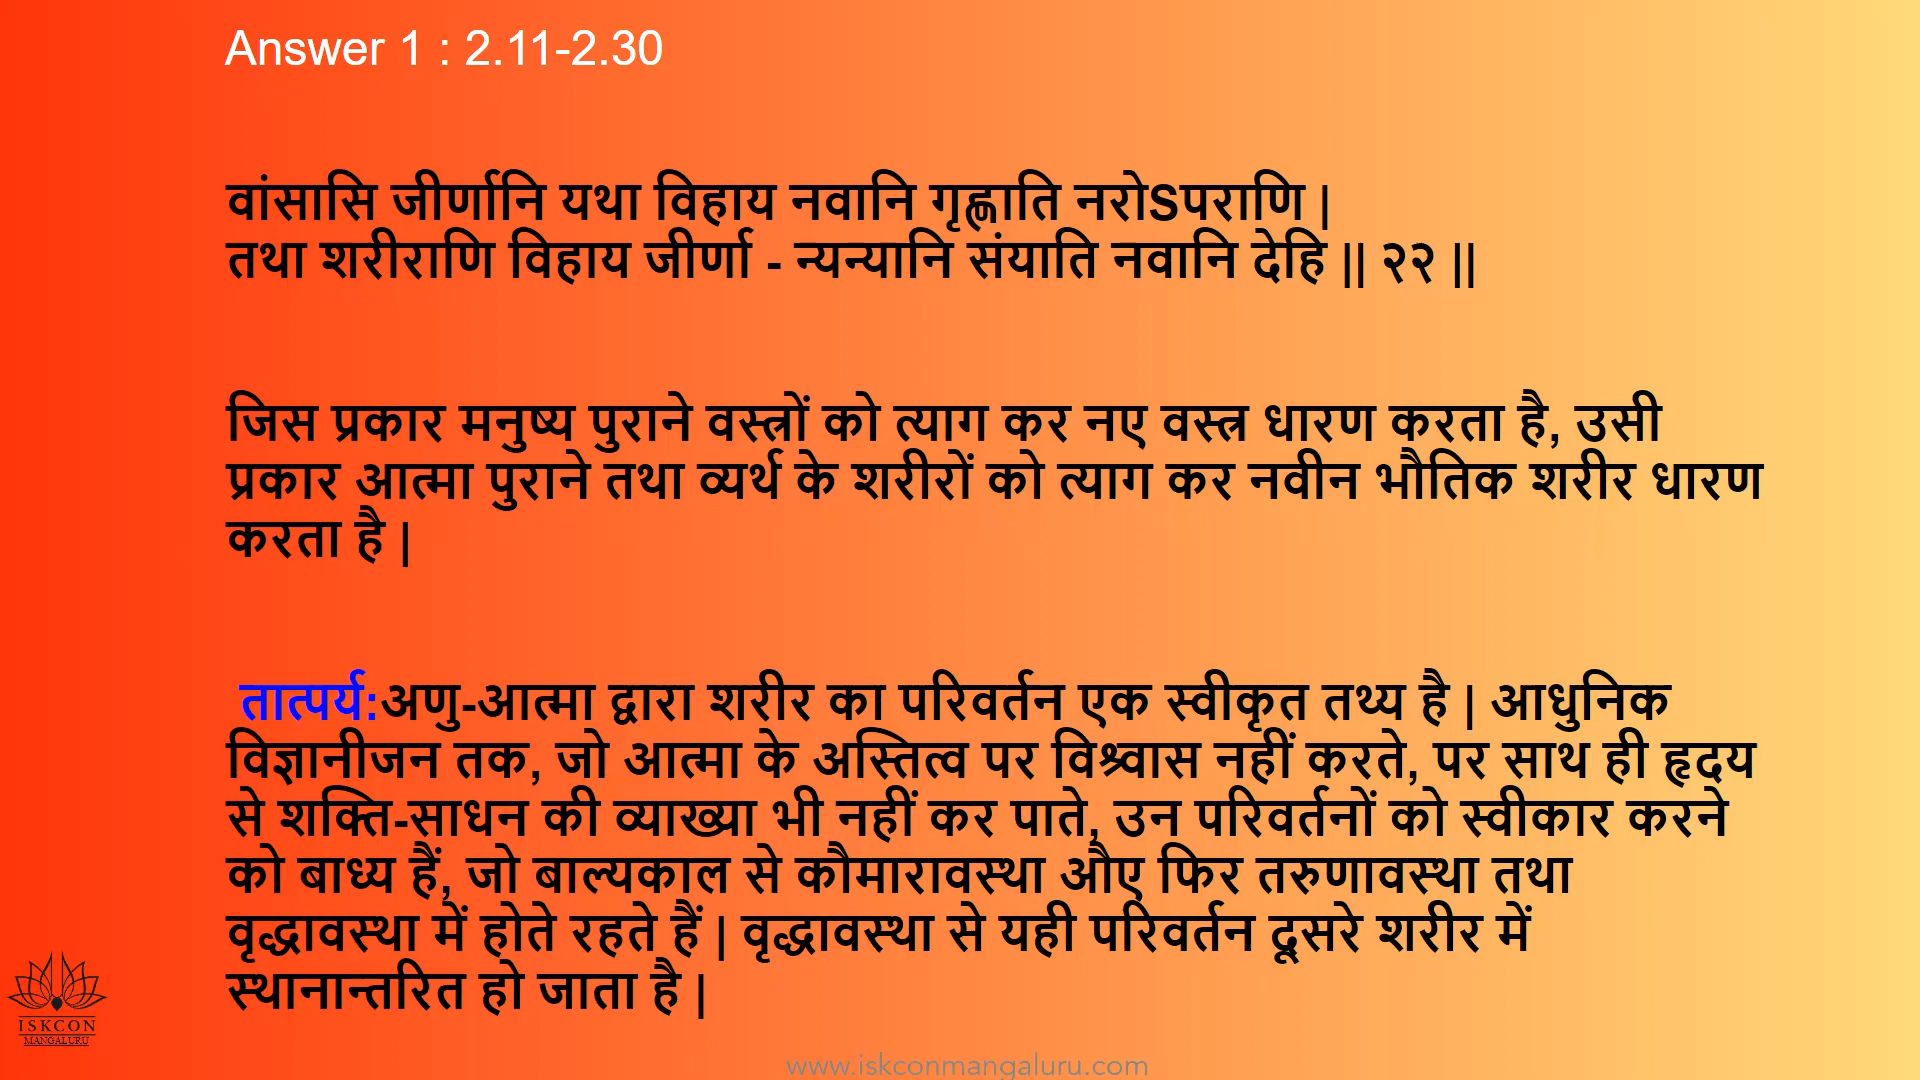 Answer 1 : 2.11-2.30
वांसासि जीर्णानि यथा विहाय नवानि गृह्णाति नरोSपराणि |
तथा शरीराणि विहाय जीर्णा - न्यन्यानि संयाति नवानि देहि || २२ ||
जिस प्रकार मनुष्य पुराने वस्त्रों को त्याग कर नए वस्त्र धारण करता है, उसी
प्रकार आत्मा पुराने तथा व्यर्थ के शरीरों को त्याग कर नवीन भौतिक शरीर धारण
करता है |
तात्पर्य:अणु-आत्मा द्वारा शरीर का परिवर्तन एक स्वीकृत तथ्य है | आधुनिक
विज्ञानीजन तक, जो आत्मा के अस्तित्व पर विश्र्वास नहीं करते, पर साथ ही हृदय
से शक्ति-साधन की व्याख्या भी नहीं कर पाते, उन परिवर्तनों को स्वीकार करने
को बाध्य हैं, जो बाल्यकाल से कौमारावस्था औए फिर तरुणावस्था तथा
वृद्धावस्था में होते रहते हैं | वृद्धावस्था से यही परिवर्तन दूसरे शरीर में
स्थानान्तरित हो जाता है |
ISKCON
MANGALURU
www.iskconmangaluru.com